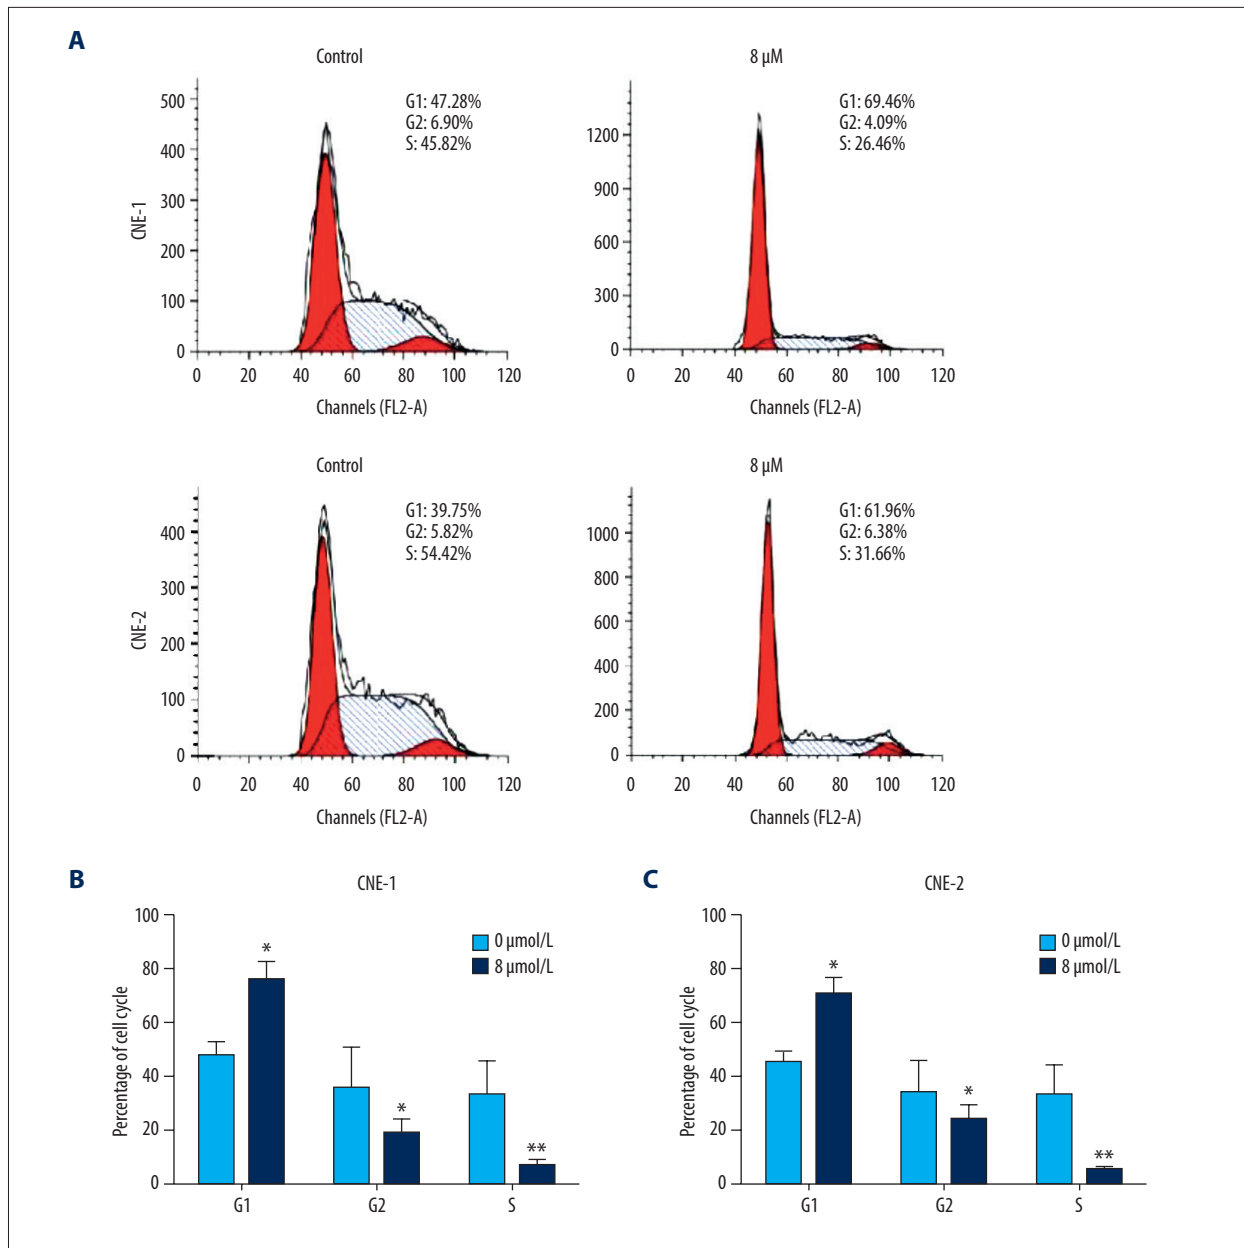 A
Control
G1: 47.28%
G2: 6.90%
S: 45.82%
CNE-1
500
400
300
200
100
0
0 20 40 60 80 100 120
Channels (FL2-A)
8 µM
G1: 69.46%
G2: 4.09%
S: 26.46%
1200
900
600
300
0
0 20 40 60 80 100 120
Channels (FL2-A)
Control
G1: 39.75%
G2: 5.82%
S: 54.42%
CNE-2
400
300
200
100
0
0 20 40 60 80 100 120
Channels (FL2-A)
8 µM
G1: 61.96%
G2: 6.38%
S: 31.66%
1000
800
600
400
200
0
0 20 40 60 80 100 120
Channels (FL2-A)
B
CNE-1
Percentage of cell cycle
100
80
60
40
20
0
0 µmol/L
8 µmol/L
*
*
**
G1 G2 S
C
CNE-2
Percentage of cell cycle
100
80
60
40
20
0
0 µmol/L
8 µmol/L
*
*
**
G1 G2 S